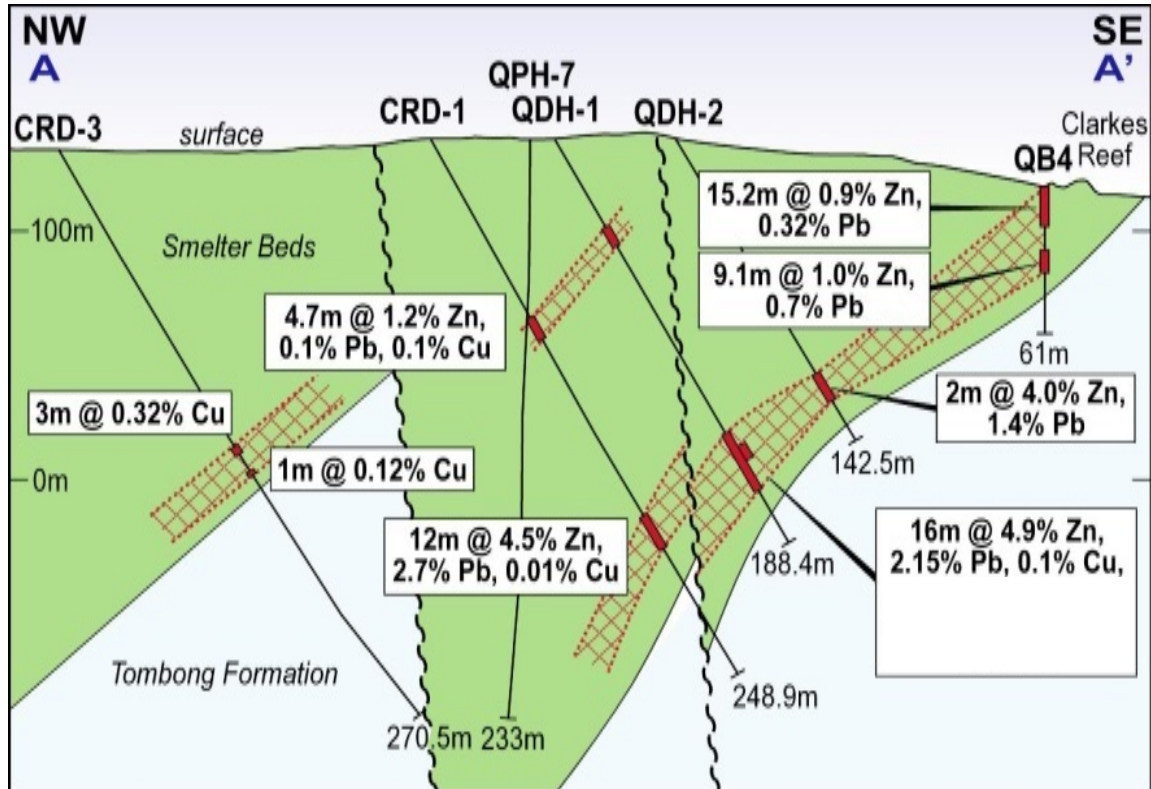 NW
A
SE
A'
QPH-7
CRD-3
surface
CRD-1
QDH-1
QDH-2
Clarkes
Reef
QB4
100m
Smelter Beds
15.2m @ 0.9% Zn,
0.32% Pb
9.1m @ 1.0% Zn,
0.7% Pb
4.7m @ 1.2% Zn,
0.1% Pb, 0.1% Cu
61m
3m @ 0.32% Cu
2m @ 4.0% Zn,
1.4% Pb
142.5m
1m @ 0.12% Cu
0m
12m @ 4.5% Zn,
2.7% Pb, 0.01% Cu
16m @ 4.9% Zn,
2.15% Pb, 0.1% Cu,
188.4m
Tombong Formation
248.9m
270.5m
233m